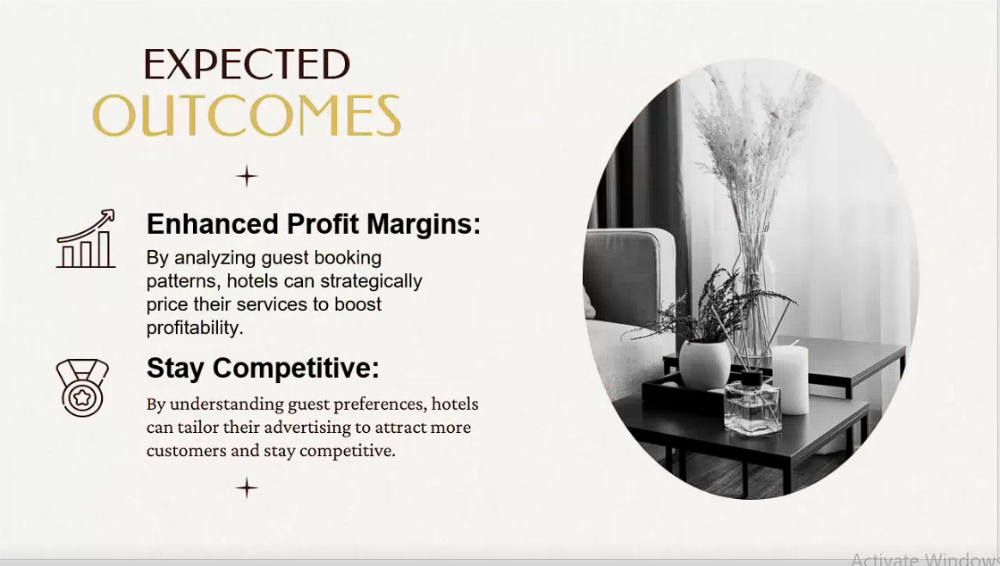 EXPECTED
OUTCOMES
Enhanced Profit Margins:
By analyzing guest booking
patterns, hotels can strategically
price their services to boost
profitability.
Stay Competitive:
By understanding guest preferences, hotels
can tailor their advertising to attract more
customers and stay competitive.
Activate Windows